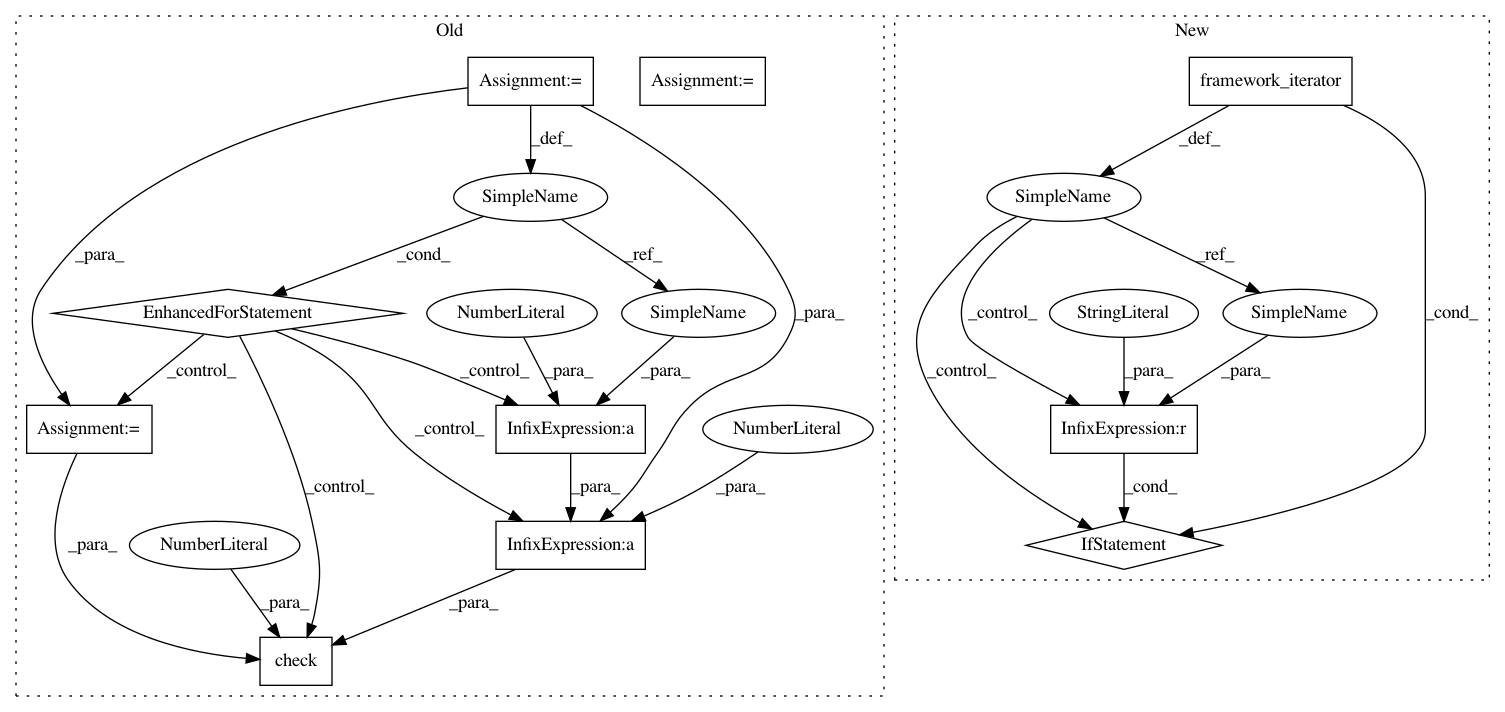 Old
New
Assignment:=
Assignment:=
framework_iterator
_def_
_def_
SimpleName
SimpleName
_para_
_cond_
_ref_
_ref_
EnhancedForStatement
NumberLiteral
SimpleName
_para_
_control_
StringLiteral
SimpleName
_cond_
_control_
_control_
_para_
_para_
_control_
_para_
_para_
Assignment:=
_control_
InfixExpression:a
NumberLiteral
InfixExpression:r
_control_
_para_
_para_
_cond_
_para_
NumberLiteral
InfixExpression:a
IfStatement
_para_
_para_
check